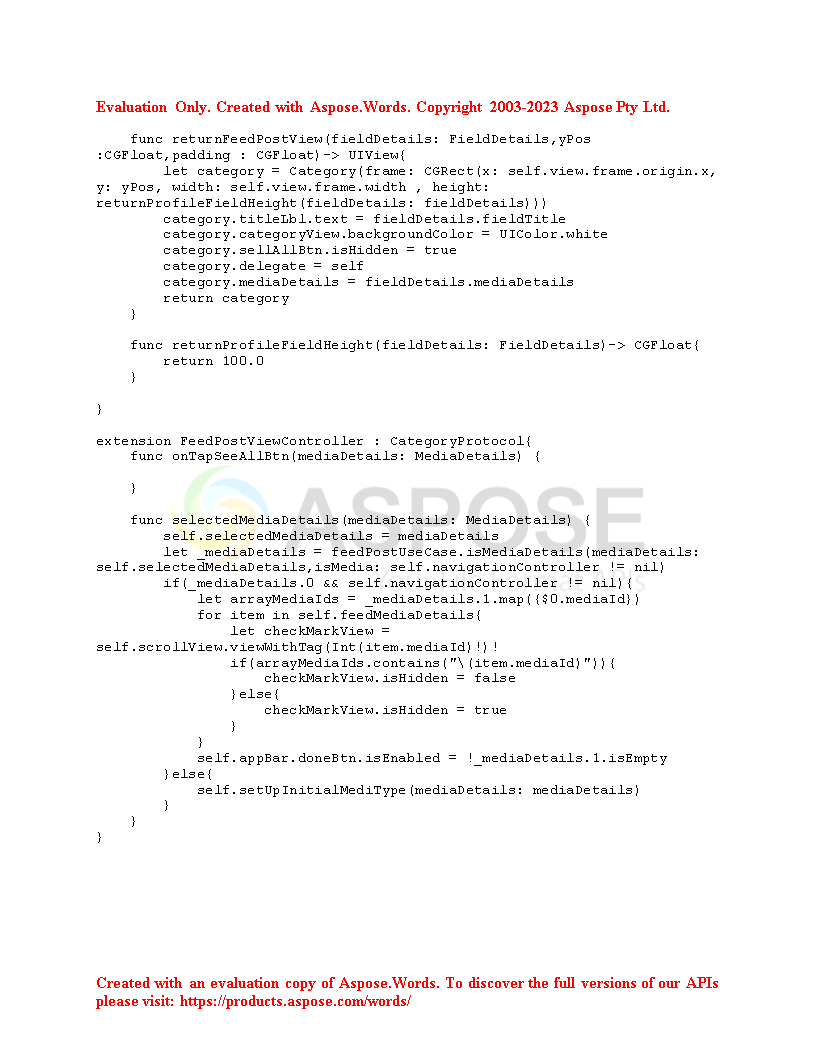 Evaluation Only. Created with Aspose.Words. Copyright 2003-2023 Aspose Pty Ltd.
    func returnFeedPostView(fieldDetails: FieldDetails,yPos
:CGFloat,padding : CGFloat)-> UIView{
        let category = Category(frame: CGRect(x: self.view.frame.origin.x,
y: yPos, width: self.view.frame.width , height:
returnProfileFieldHeight(fieldDetails: fieldDetails)))
        category.titleLbl.text = fieldDetails.fieldTitle
        category.categoryView.backgroundColor = UIColor.white
        category.sellAllBtn.isHidden = true
        category.delegate = self
        category.mediaDetails = fieldDetails.mediaDetails
        return category
    }
    func returnProfileFieldHeight(fieldDetails: FieldDetails)-> CGFloat{
        return 100.0
    }
}
extension FeedPostViewController : CategoryProtocol{
    func onTapSeeAllBtn(mediaDetails: MediaDetails) {
    }
ASPOSE
    func selectedMediaDetails(mediaDetails: MediaDetails) {
        self.selectedMediaDetails = mediaDetails
        let _mediaDetails = feedPostUseCase.isMediaDetails(mediaDetails:
self.selectedMediaDetails,isMedia: self.navigationController != nil)
        if(_mediaDetails.0 && self.navigationController != nil){
            let arrayMediaIds = _mediaDetails.1.map({$0.mediaId})
            for item in self.feedMediaDetails{
                let checkMarkView =
self.scrollView.viewWithTag(Int(item.mediaId)!)!
                if(arrayMediaIds.contains("\(item.mediaId)")){
                    checkMarkView.isHidden = false
                }else{
                    checkMarkView.isHidden = true
                }
            }
            self.appBar.doneBtn.isEnabled = !_mediaDetails.1.isEmpty
        }else{
            self.setUpInitialMediType(mediaDetails: mediaDetails)
        }
    }
}
Created with an evaluation copy of Aspose.Words. To discover the full versions of our APIs
please visit: https://products.aspose.com/words/